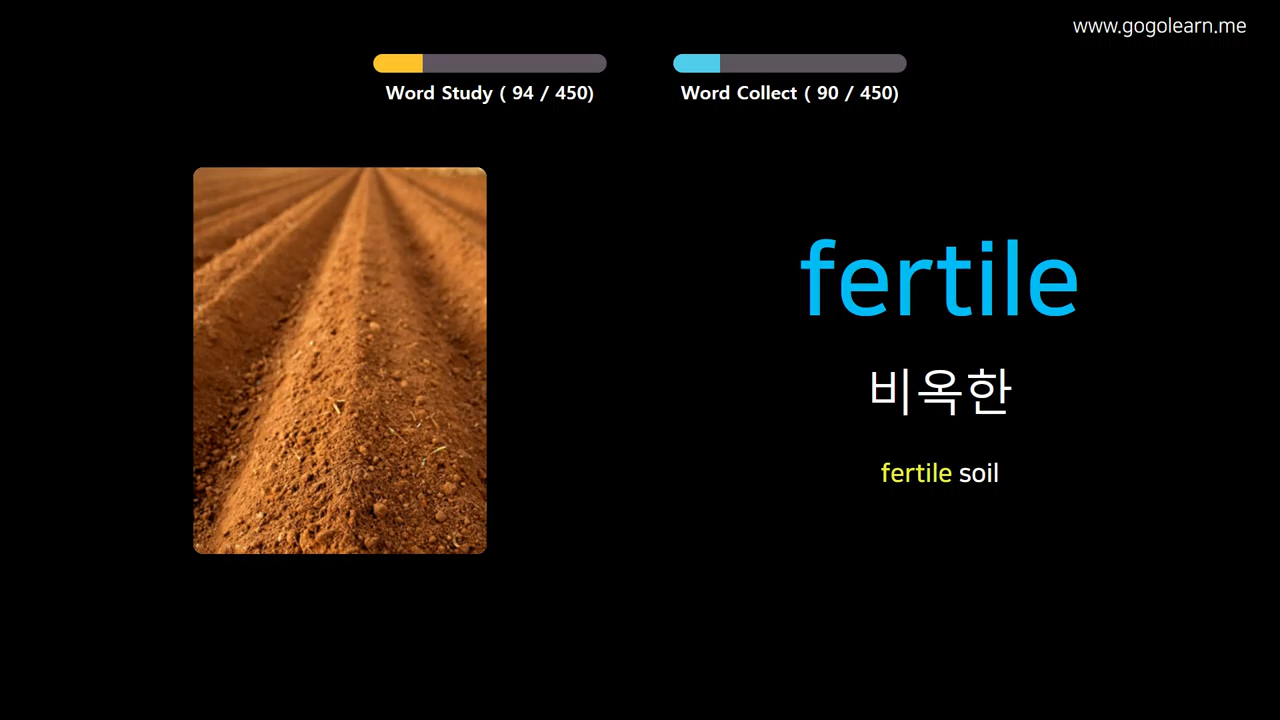 www.gogolearn.me
Word Study ( 94 / 450)
Word Collect ( 90 / 450)
fertile
비옥한
fertile soil